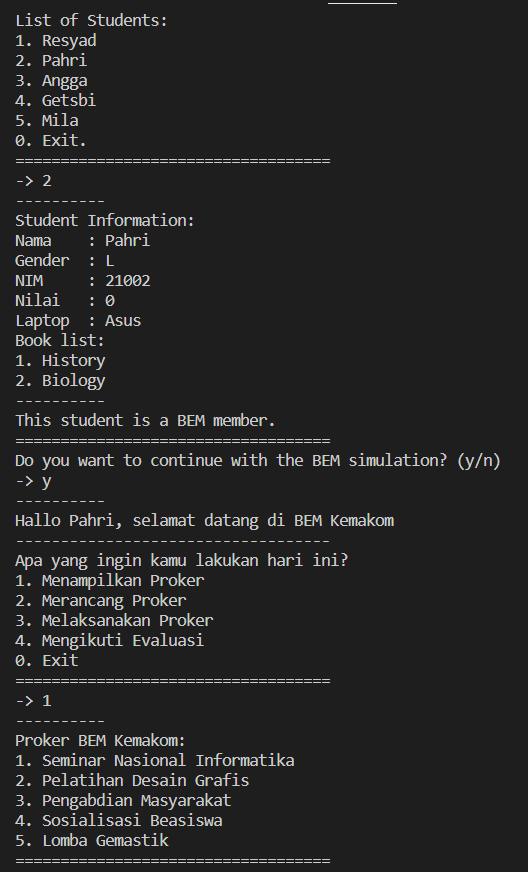 List of Students:
1. Resyad
2. Pahri
3. Angga
4. Getsbi
5. Mila
0. Exit.
===================================
-> 2
----------
Student Information:
Nama    : Pahri
Gender  : L
NIM     : 21002
Nilai   : 0
Laptop  : Asus
Book list:
1. History
2. Biology
----------
This student is a BEM member.
===================================
Do you want to continue with the BEM simulation? (y/n)
-> y
----------
Hallo Pahri, selamat datang di BEM Kemakom
-----------------------------------
Apa yang ingin kamu lakukan hari ini?
1. Menampilkan Proker
2. Merancang Proker
3. Melaksanakan Proker
4. Mengikuti Evaluasi
0. Exit
===================================
-> 1
----------
Proker BEM Kemakom:
1. Seminar Nasional Informatika
2. Pelatihan Desain Grafis
3. Pengabdian Masyarakat
4. Sosialisasi Beasiswa
5. Lomba Gemastik
===================================